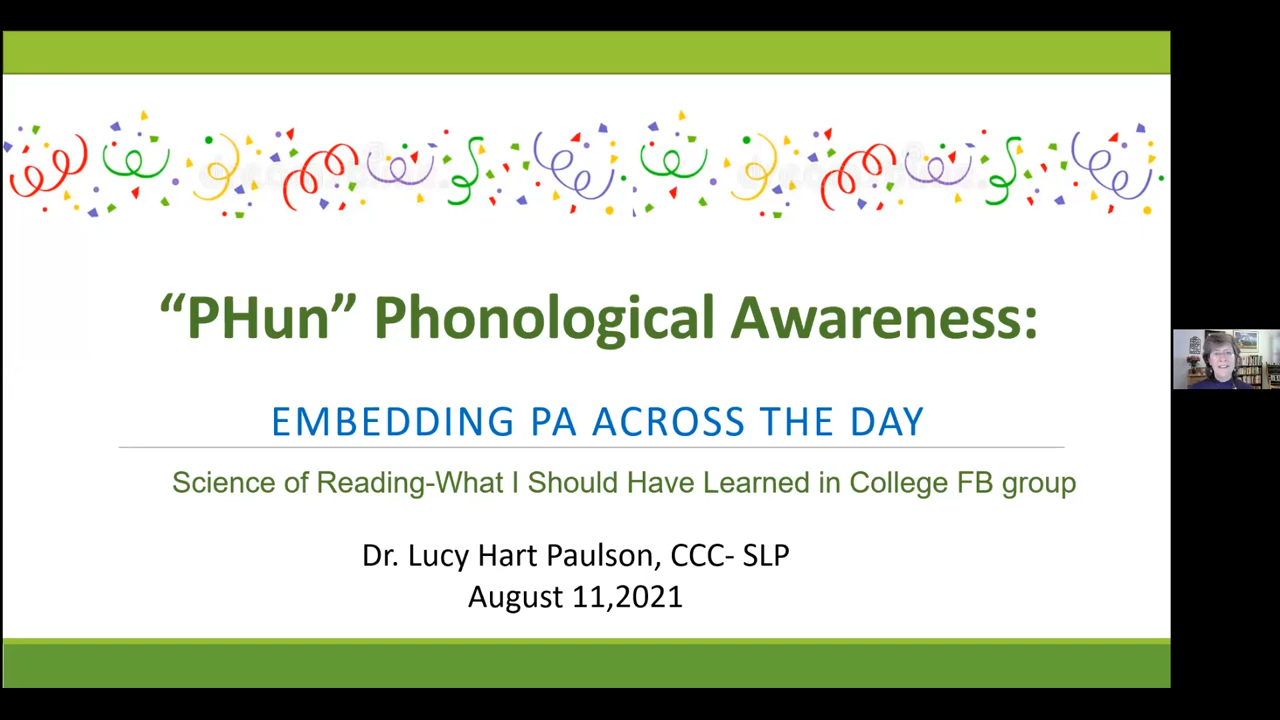 “PHun” Phonological Awareness:
EMBEDDING PA ACROSS THE DAY
Science of Reading-What I Should Have Learned in College FB group
Dr. Lucy Hart Paulson, CCC- SLP
August 11,2021